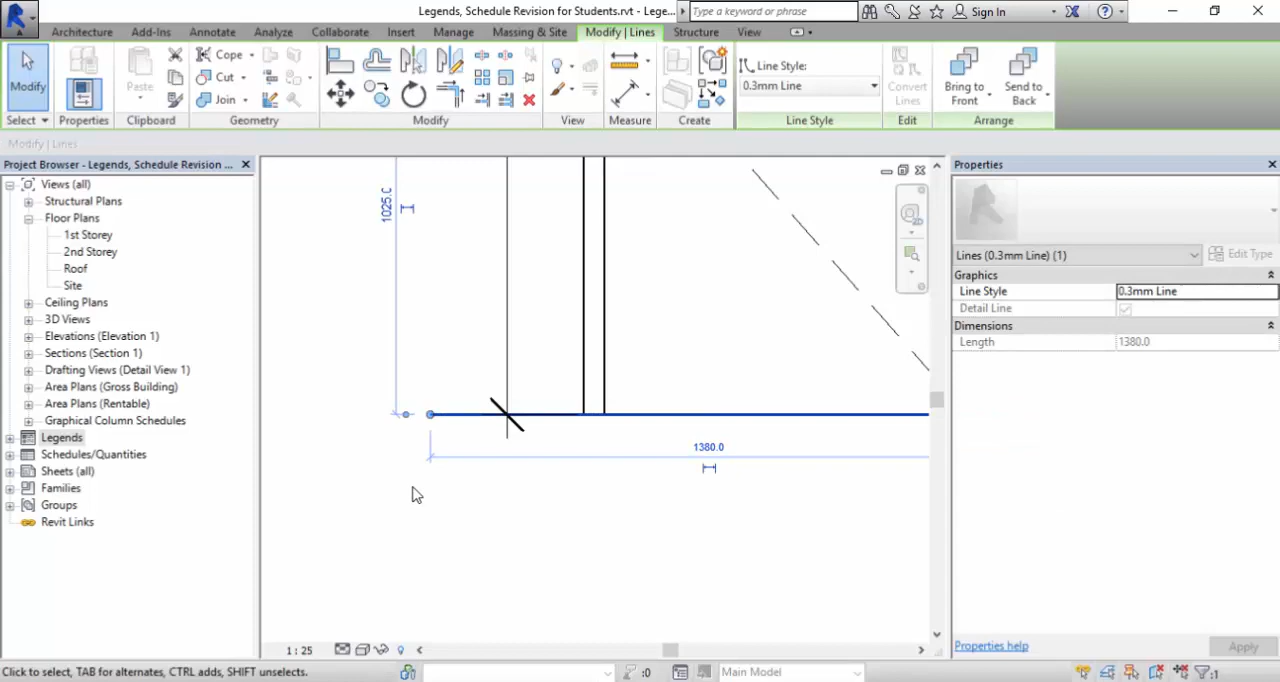 Legends, Schedule Revision for Students.rvt - Lege...
Type a keyword or phrase
Sign In
Architecture
Add-Ins
Annotate
Analyze
Collaborate
Insert
Manage
Massing & Site
Modify | Lines
Structure
View
Modify
Paste
Cope
Cut
Join
Line Style:
0.3mm Line
Convert
Lines
Bring to
Front
Send to
Back
Select
Properties
Clipboard
Geometry
Modify
View
Measure
Create
Line Style
Edit
Arrange
Modify | Lines
Project Browser - Legends, Schedule Revision ...
Views (all)
Structural Plans
Floor Plans
1st Storey
2nd Storey
Roof
Site
Ceiling Plans
3D Views
Elevations (Elevation 1)
Sections (Section 1)
Drafting Views (Detail View 1)
Area Plans (Gross Building)
Area Plans (Rentable)
Graphical Column Schedules
Legends
Schedules/Quantities
Sheets (all)
Families
Groups
Revit Links
1025.0
2D
1380.0
1 : 25
Properties
Lines (0.3mm Line) (1)
Edit Type
Graphics
Line Style
0.3mm Line
Detail Line
Dimensions
Length
1380.0
Properties help
Apply
Click to select, TAB for alternates, CTRL adds, SHIFT unselects.
:0
Main Model
:1